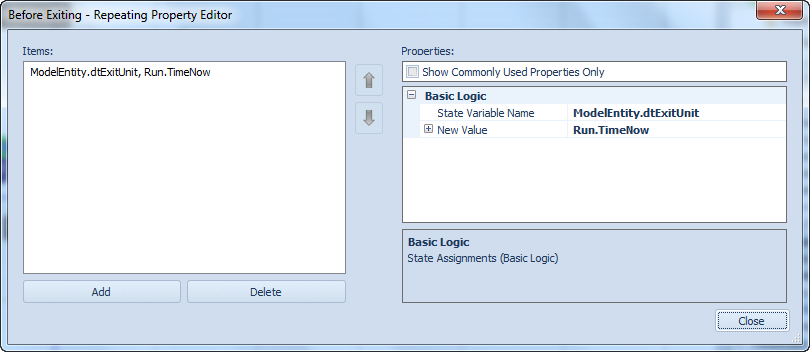 Before Exiting - Repeating Property Editor
Items:
ModelEntity.dtExitUnit, Run.TimeNow
Add
Delete
Properties:
Show Commonly Used Properties Only
Basic Logic
State Variable Name ModelEntity.dtExitUnit
New Value Run.TimeNow
Basic Logic
State Assignments (Basic Logic)
Close